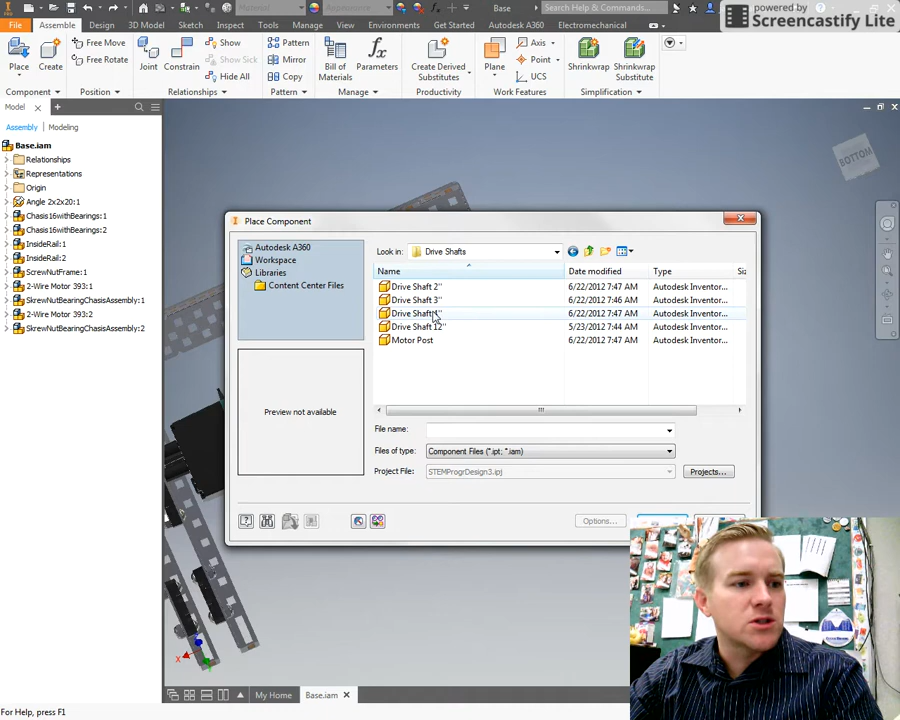 powered by
Screencastify Lite
Base
Search Help & Commands...
File
Assemble
Design
3D Model
Sketch
Inspect
Tools
Manage
View
Environments
Get Started
Autodesk A360
Electromechanical
Place
Create
Free Move
Free Rotate
Joint
Constrain
Show
Show Sick
Hide All
Pattern
Mirror
Copy
Bill of
Materials
Parameters
Create Derived
Substitutes
Plane
Axis
Point
UCS
Shrinkwrap
Shrinkwrap
Substitute
Component
Position
Relationships
Pattern
Manage
Productivity
Work Features
Simplification
Model
Assembly
Modeling
Base.iam
Relationships
Representations
Origin
Angle 2x2x20:1
Chasis16withBearings:1
Chasis16withBearings:2
InsideRail:1
InsideRail:2
ScrewNutFrame:1
2-Wire Motor 393:1
SkrewNutBearingChasisAssembly:1
2-Wire Motor 393:2
SkrewNutBearingChasisAssembly:2
BOTTOM
Place Component
Autodesk A360
Workspace
Libraries
Content Center Files
Look in:
Drive Shafts
Name
Date modified
Type
Drive Shaft 2"
6/22/2012 7:47 AM
Autodesk Inventor...
Drive Shaft 3"
6/22/2012 7:46 AM
Autodesk Inventor...
Drive Shaft
6/22/2012 7:47 AM
Autodesk Inventor...
Drive Shaft 12"
5/23/2012 7:44 AM
Autodesk Inventor...
Motor Post
6/22/2012 7:47 AM
Autodesk Inventor...
Preview not available
File name:
Files of type:
Component Files (*.ipt; *.iam)
Project File:
STEMProgrDesign3.ipj
Projects...
Options...
X
My Home
Base.iam
For Help, press F1